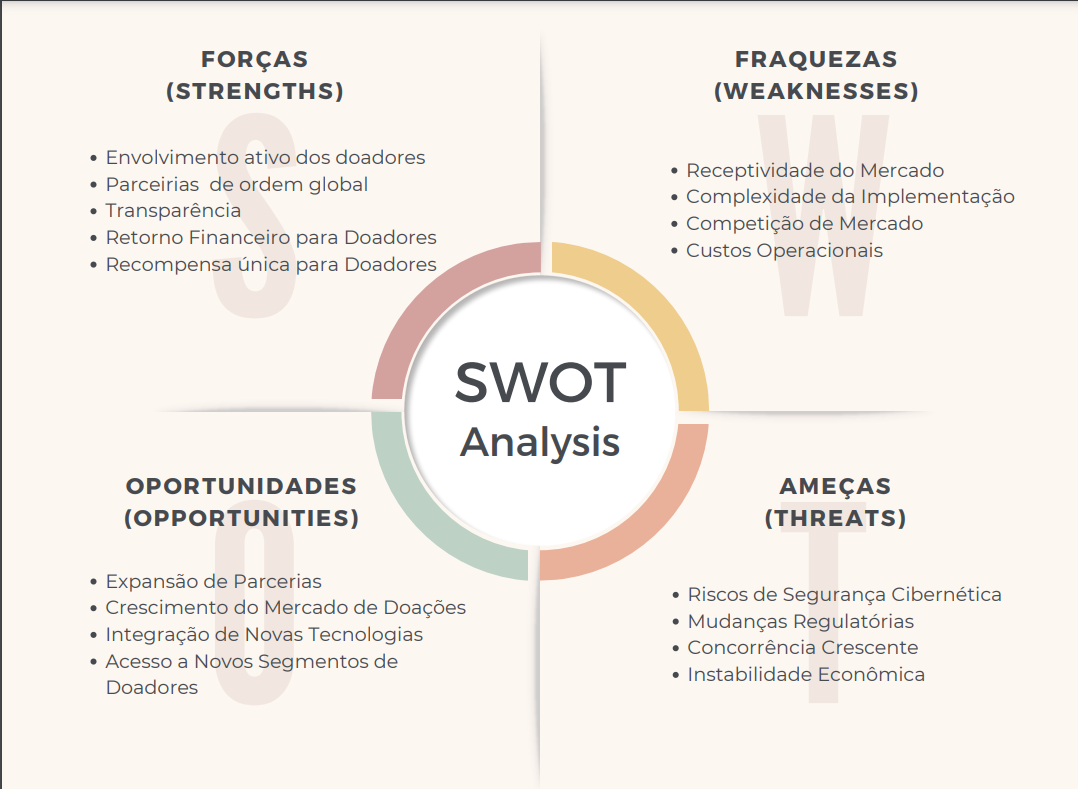 FORÇAS
(STRENGTHS)
S
• Envolvimento ativo dos doadores
• Parceirias de ordem global
• Transparência
• Retorno Financeiro para Doadores
• Recompensa única para Doadores
FRAQUEZAS
(WEAKNESSES)
W
• Receptividade do Mercado
• Complexidade da Implementação
• Competição de Mercado
• Custos Operacionais
SWOT
Analysis
OPORTUNIDADES
(OPPORTUNITIES)
O
• Expansão de Parcerias
• Crescimento do Mercado de Doações
• Integração de Novas Tecnologias
• Acesso a Novos Segmentos de
Doadores
AMEÇAS
(THREATS)
T
• Riscos de Segurança Cibernética
• Mudanças Regulatórias
• Concorrência Crescente
• Instabilidade Econômica